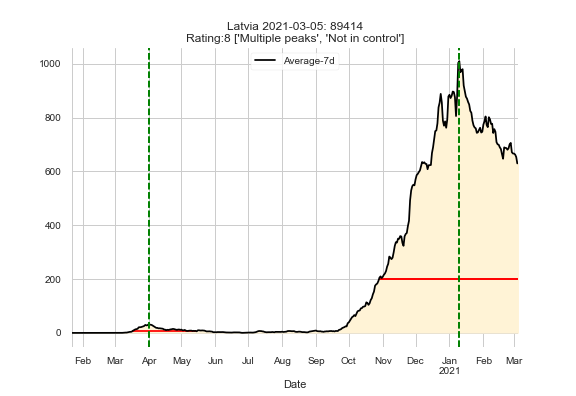 Latvia 2021-03-05: 89414
Rating:8 ['Multiple peaks', 'Not in control']
Average-7d
1000
800
600
400
200
0
Feb Mar Apr May Jun Jul Aug Sep Oct Nov Dec Jan Feb Mar
2021
Date